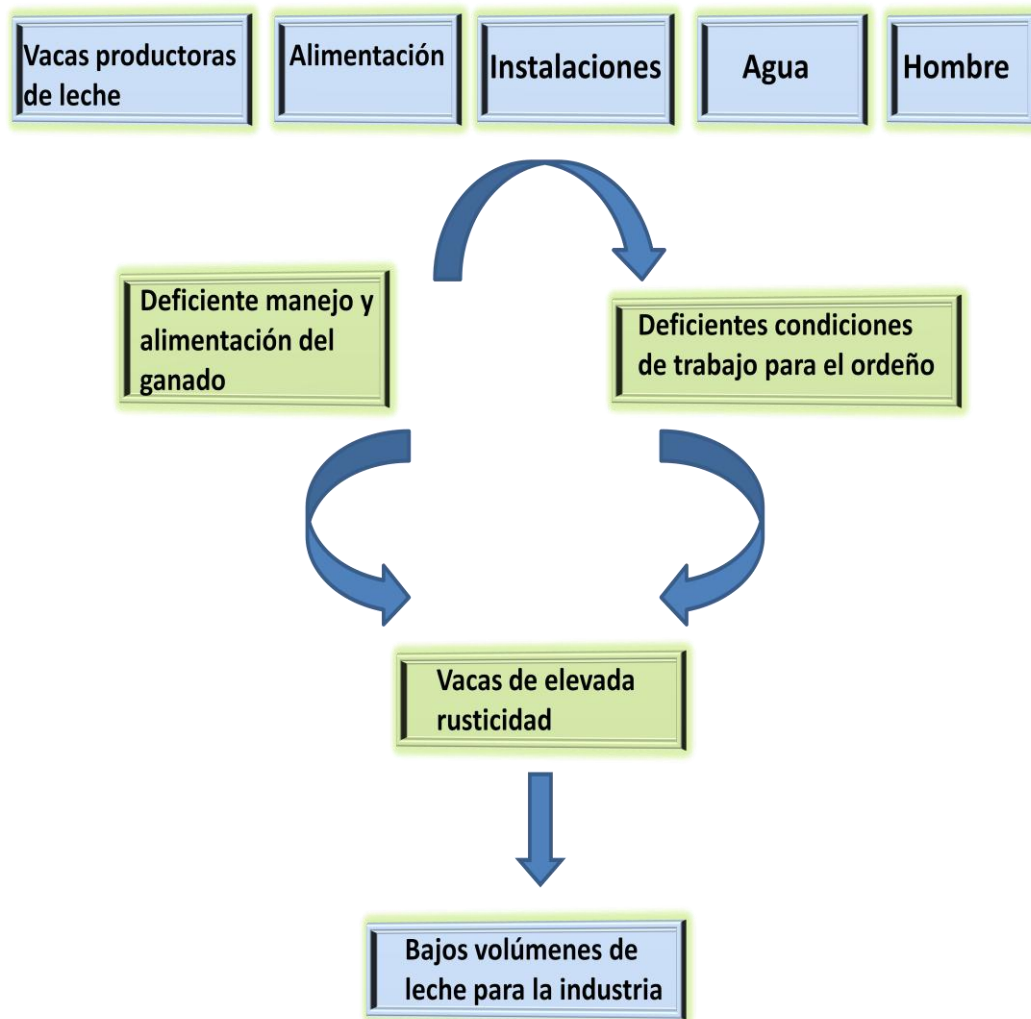 Vacas productoras
de leche
Alimentación
Instalaciones
Agua
Hombre
Deficiente manejo y
alimentación del
ganado
Deficientes condiciones
de trabajo para el ordeño
Vacas de elevada
rusticidad
Bajos volúmenes de
leche para la industria